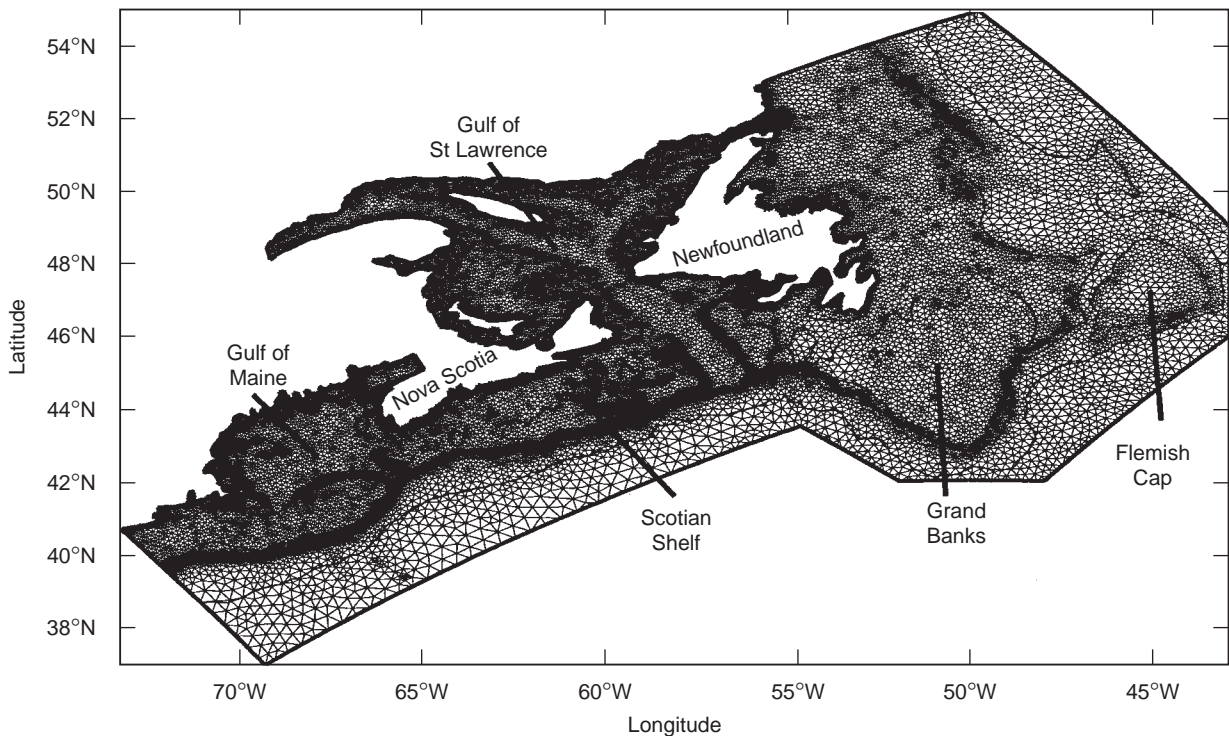 54°N
52°N
50°N
48°N
46°N
44°N
42°N
40°N
38°N
Latitude
Gulf of
St Lawrence
Newfoundland
Gulf of
Maine
Nova Scotia
Scotian
Shelf
Grand
Banks
Flemish
Cap
70°W
65°W
60°W
55°W
50°W
45°W
Longitude